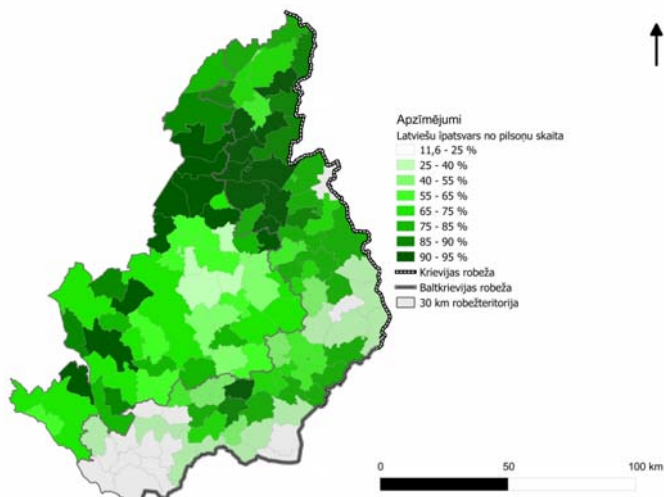 Apzīmējumi
Latviešu īpatsvars no pilsoņu skaita
11,6 - 25 %
25 - 40 %
40 - 55 %
55 - 65 %
65 - 75 %
75 - 85 %
85 - 90 %
90 - 95 %
Krievijas robeža
Baltkrievijas robeža
30 km robežteritorija
0 50 100 km